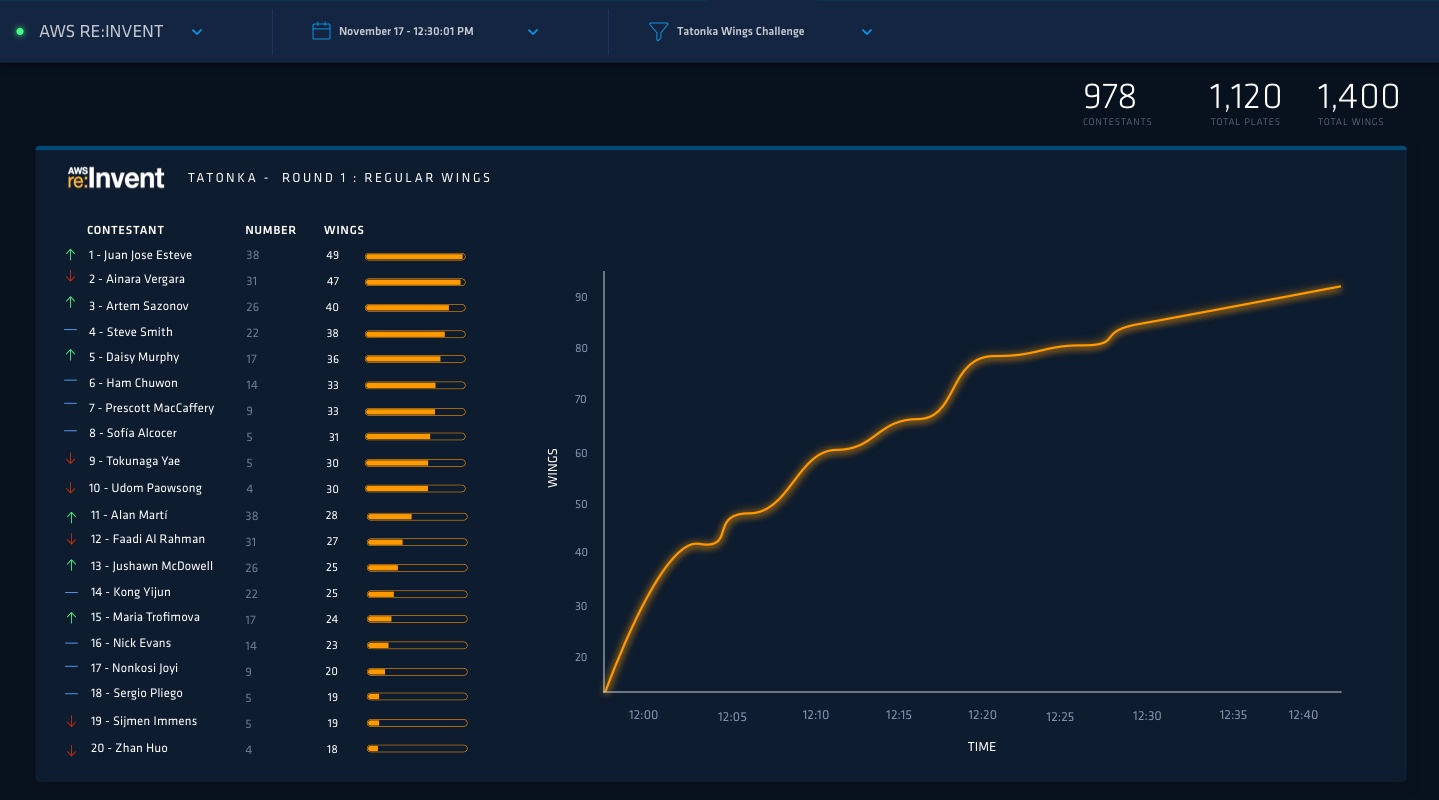 AWS RE:INVENT
November 17 - 12:30:01 PM
Tatonka Wings Challenge
978
CONTESTANTS
1,120
TOTAL PLATES
1,400
TOTAL WINGS
AWS
re:Invent
TATONKA - ROUND 1 : REGULAR WINGS
CONTESTANT NUMBER WINGS
1 - Juan Jose Esteve 38 49
2 - Ainara Vergara 31 47
3 - Artem Sazonov 26 40
4 - Steve Smith 22 38
5 - Daisy Murphy 17 36
6 - Ham Chuwon 14 33
7 - Prescott MacCaffery 9 33
8 - Sofía Alcocer 5 31
9 - Tokunaga Yae 5 30
10 - Udom Paowsong 4 30
11 - Alan Martí 38 28
12 - Faadi Al Rahman 31 27
13 - Jushawn McDowell 26 25
14 - Kong Yijun 22 25
15 - Maria Trofimova 17 24
16 - Nick Evans 14 23
17 - Nonkosi Joyi 9 20
18 - Sergio Pliego 5 19
19 - Sijmen Immens 5 19
20 - Zhan Huo 4 18
WINGS
90
80
70
60
50
40
30
20
12:00 12:05 12:10 12:15 12:20 12:25 12:30 12:35 12:40
TIME